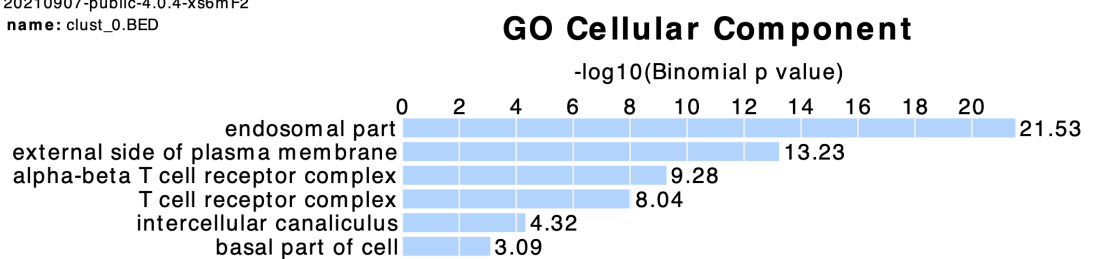 20210907-public-4.0.4-xs6mF2
name: clust_0.BED
GO Cellular Component
-log10(Binomial p value)
0 2 4 6 8 10 12 14 16 18 20
endosomal part 21.53
external side of plasma membrane 13.23
alpha-beta T cell receptor complex 9.28
T cell receptor complex 8.04
intercellular canaliculus 4.32
basal part of cell 3.09